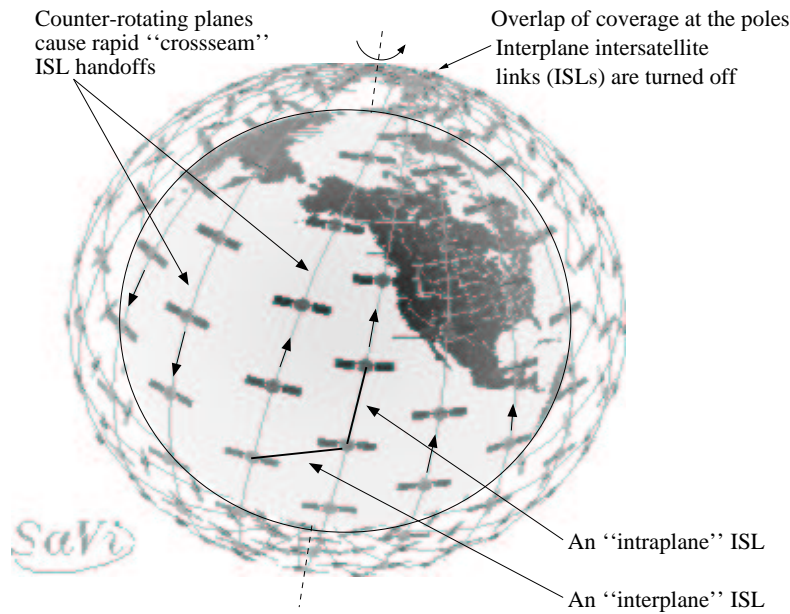 Counter-rotating planes
cause rapid ‘‘crossseam’’
ISL handoffs
Overlap of coverage at the poles
Interplane intersatellite
links (ISLs) are turned off
SaVi
An ‘‘intraplane’’ ISL
An ‘‘interplane’’ ISL